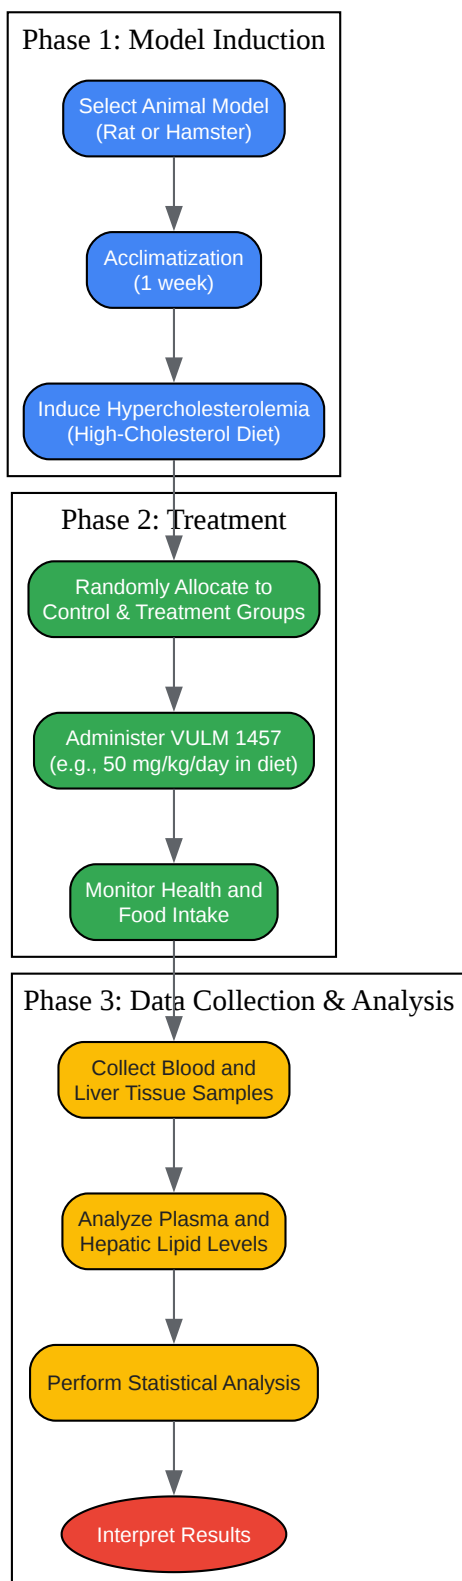 Phase 1: Model Induction
Select Animal Model
(Rat or Hamster)
Acclimatization
(1 week)
Induce Hypercholesterolemia
(High-Cholesterol Diet)
Phase 2: Treatment
Randomly Allocate to
Control & Treatment Groups
Administer VULM 1457
(e.g., 50 mg/kg/day in diet)
Monitor Health and
Food Intake
Phase 3: Data Collection & Analysis
Collect Blood and
Liver Tissue Samples
Analyze Plasma and
Hepatic Lipid Levels
Perform Statistical Analysis
Interpret Results